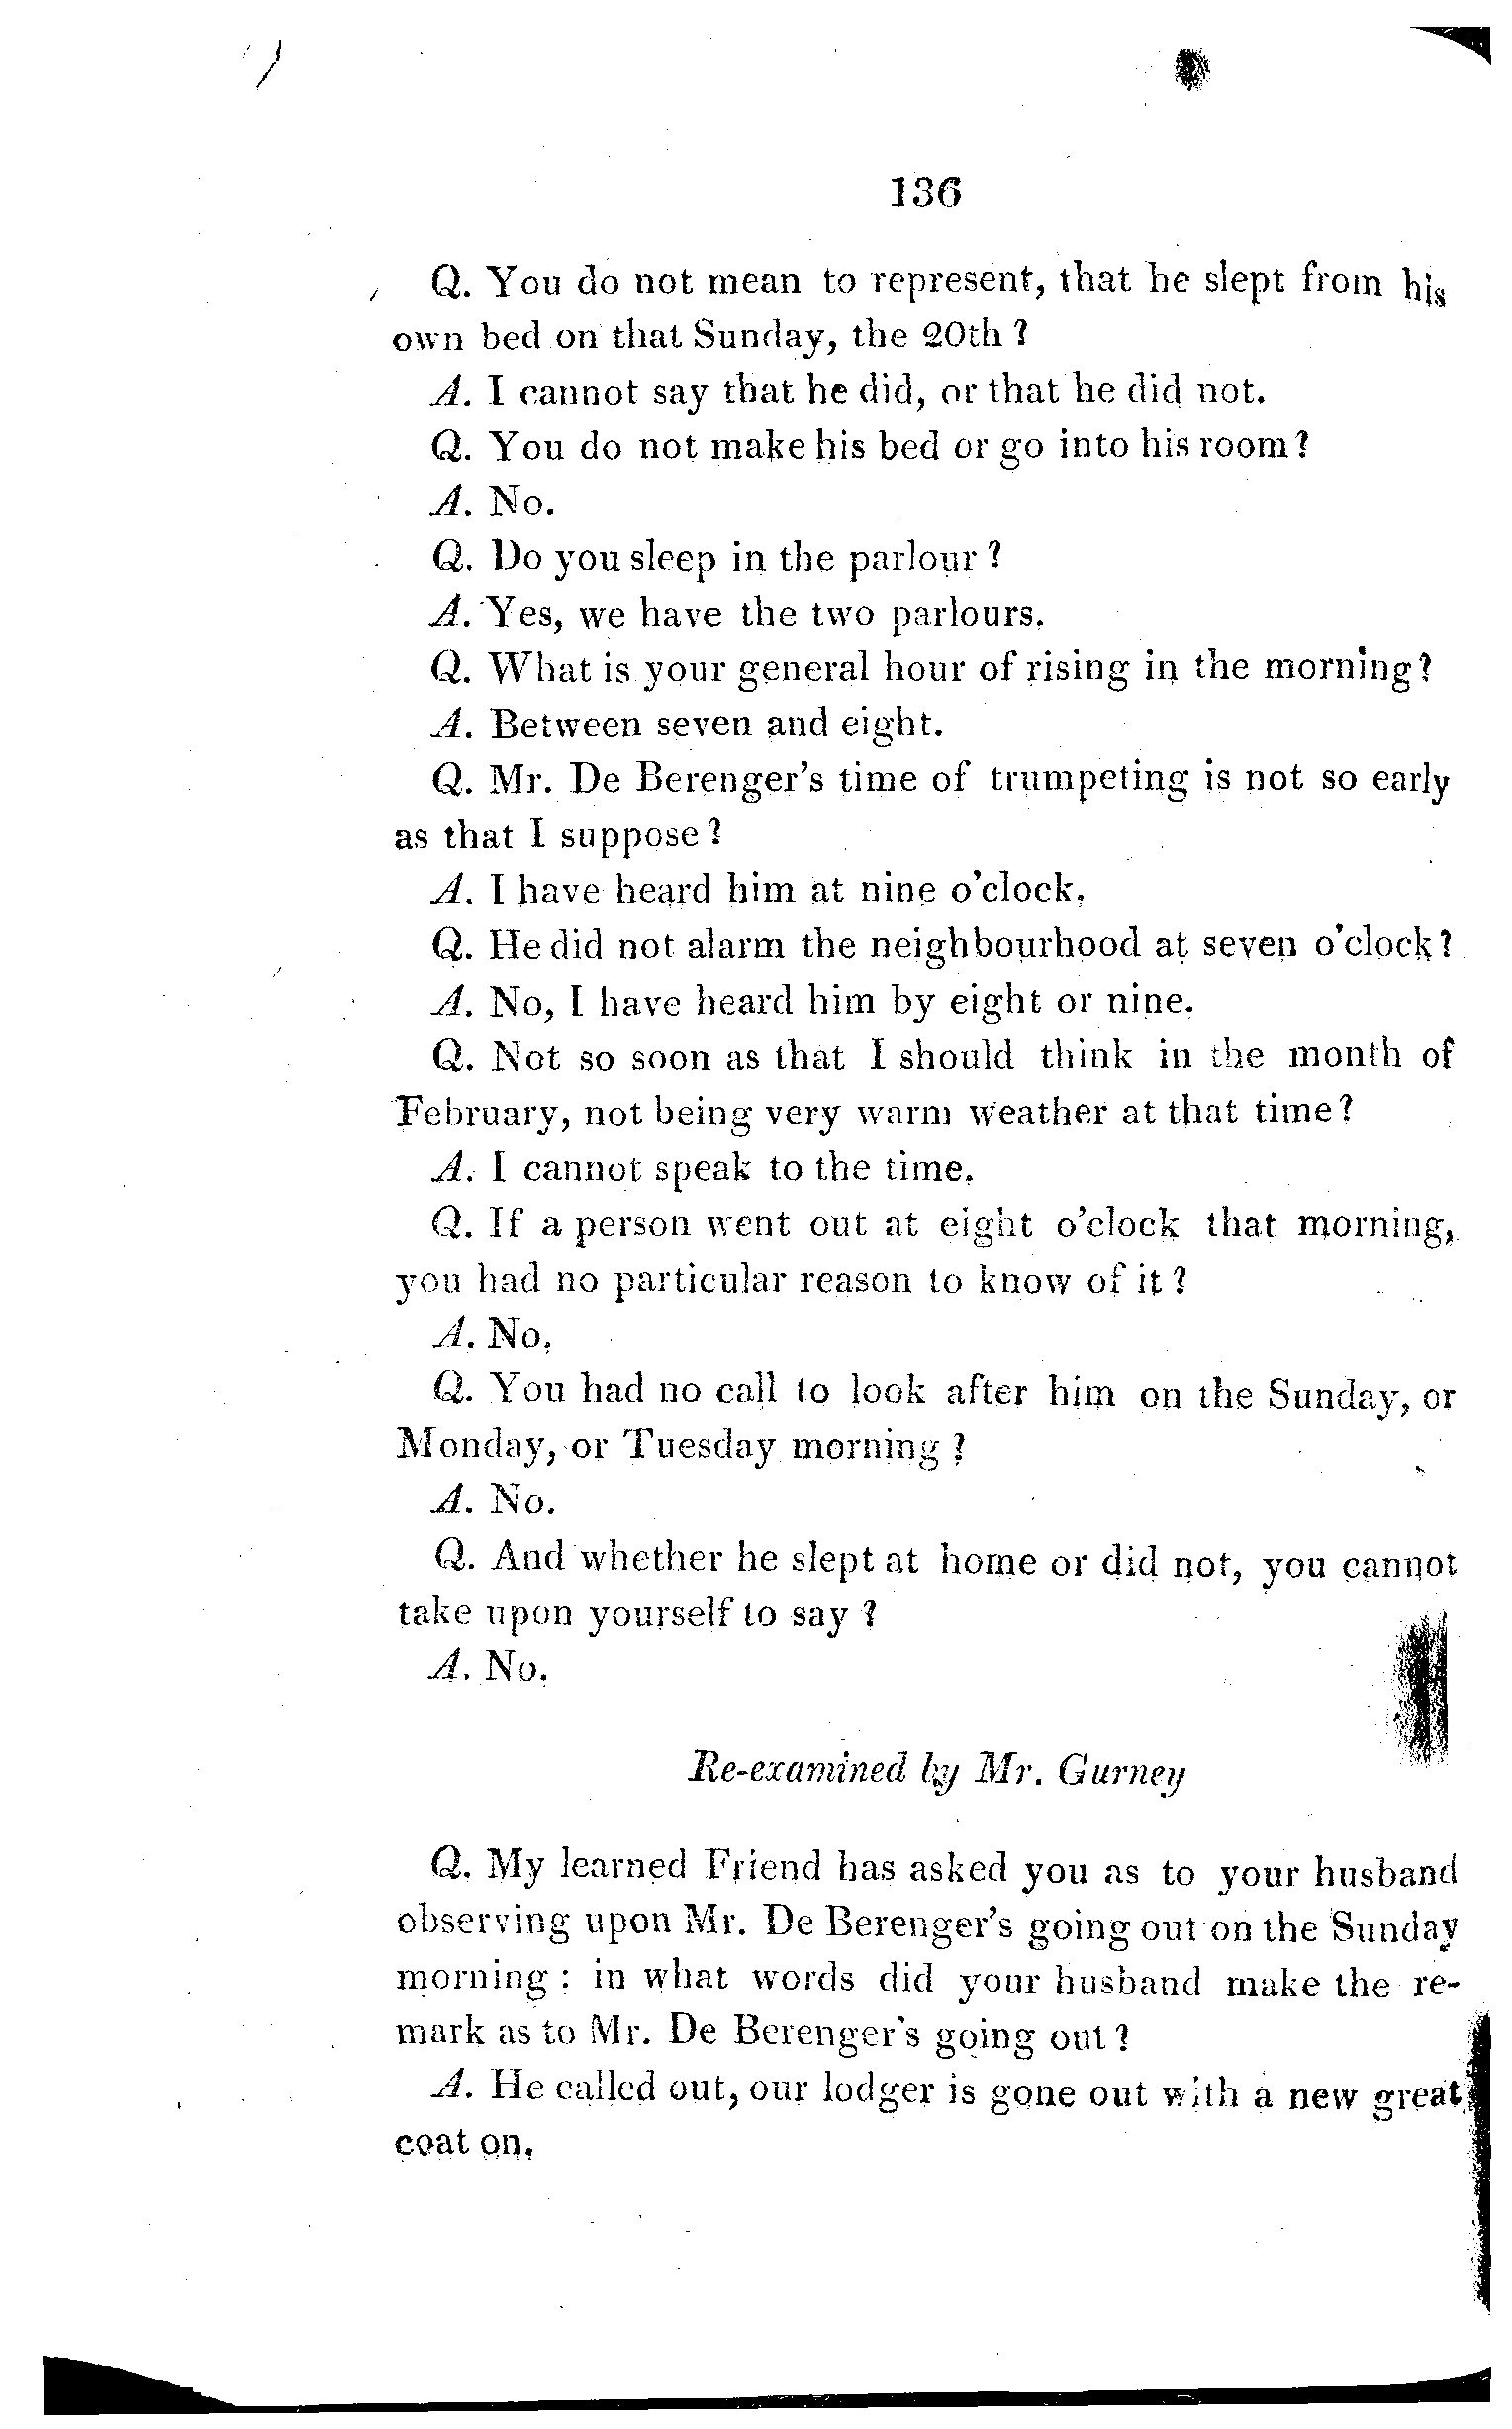 136
Q. You do not mean to represent, that he slept from his
own bed on that Sunday, the 20th?
A. I cannot say that he did, or that he did not.
Q. You do not make his bed or go into his room?
A. No.
Q. Do you sleep in the parlour?
A. Yes, we have the two parlours.
Q. What is your general hour of rising in the morning?
A. Between seven and eight.
Q. Mr. De Berenger's time of trumpeting is not so early
as that I suppose?
A. I have heard him at nine o'clock.
Q. He did not alarm the neighbourhood at seven o'clock?
A. No, I have heard him by eight or nine.
Q. Not so soon as that I should think in the month of
February, not being very warm weather at that time?
A. I cannot speak to the time.
Q. If a person went out at eight o'clock that morning,
you had no particular reason to know of it?
A. No.
Q. You had no call to look after him on the Sunday, or
Monday, or Tuesday morning?
A. No.
Q. And whether he slept at home or did not, you cannot
take upon yourself to say?
A. No.
Re-examined by Mr. Gurney
Q. My learned Friend has asked you as to your husband
observing upon Mr. De Berenger's going out on the Sunday
morning: in what words did your husband make the re-
mark as to Mr. De Berenger's going out?
A. He called out, our lodger is gone out with a new great
coat on.